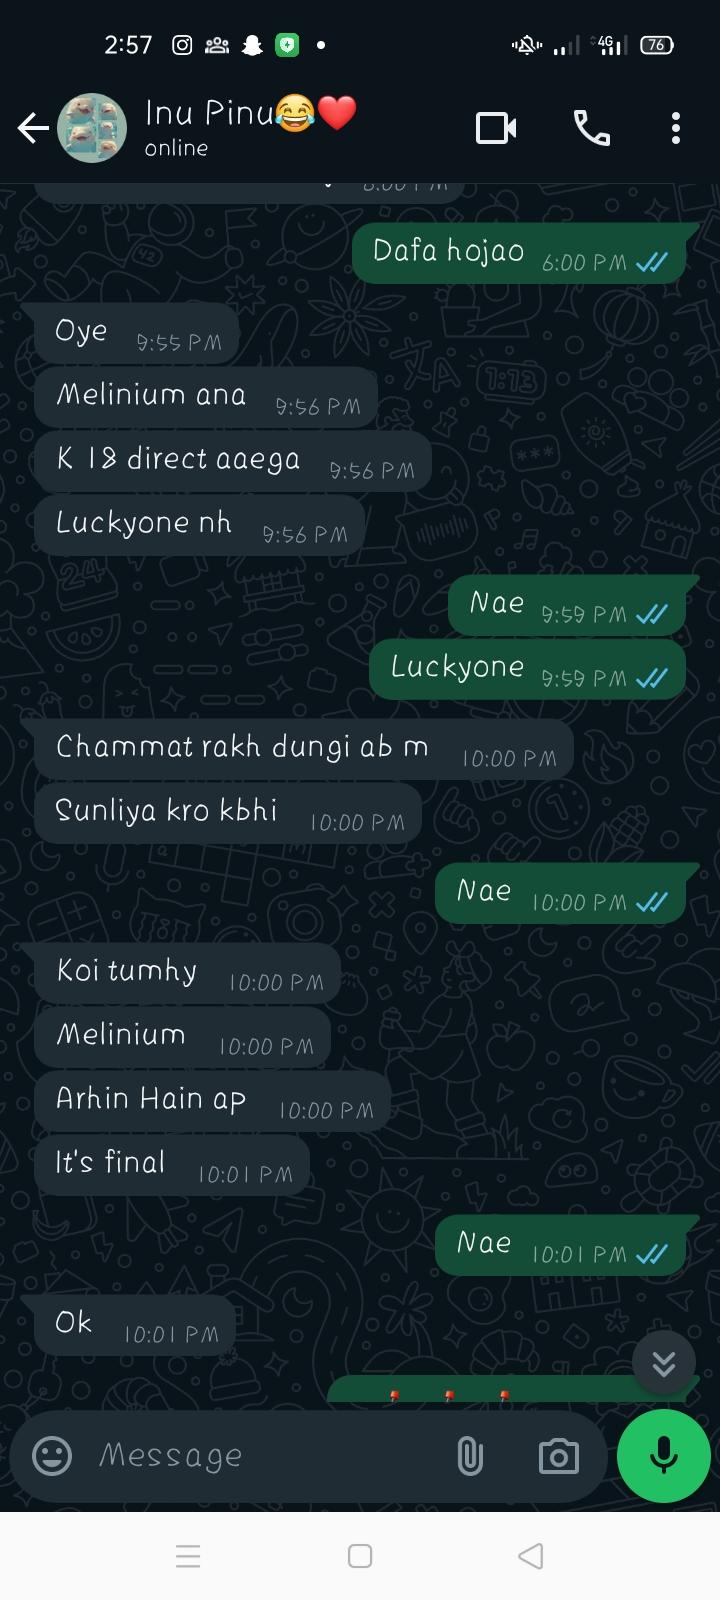 2:57
4G
76
Inu Pinu😂❤️
online
6:00 PM
Dafa hojao 6:00 PM
Oye 9:55 PM
Melinium ana 9:56 PM
K 18 direct aaega 9:56 PM
Luckyone nh 9:56 PM
Nae 9:59 PM
Luckyone 9:59 PM
Chammat rakh dungi ab m 10:00 PM
Sunliya kro kbhi 10:00 PM
Nae 10:00 PM
Koi tumhy 10:00 PM
Melinium 10:00 PM
Arhin Hain ap 10:00 PM
It's final 10:01 PM
Nae 10:01 PM
Ok 10:01 PM
Message